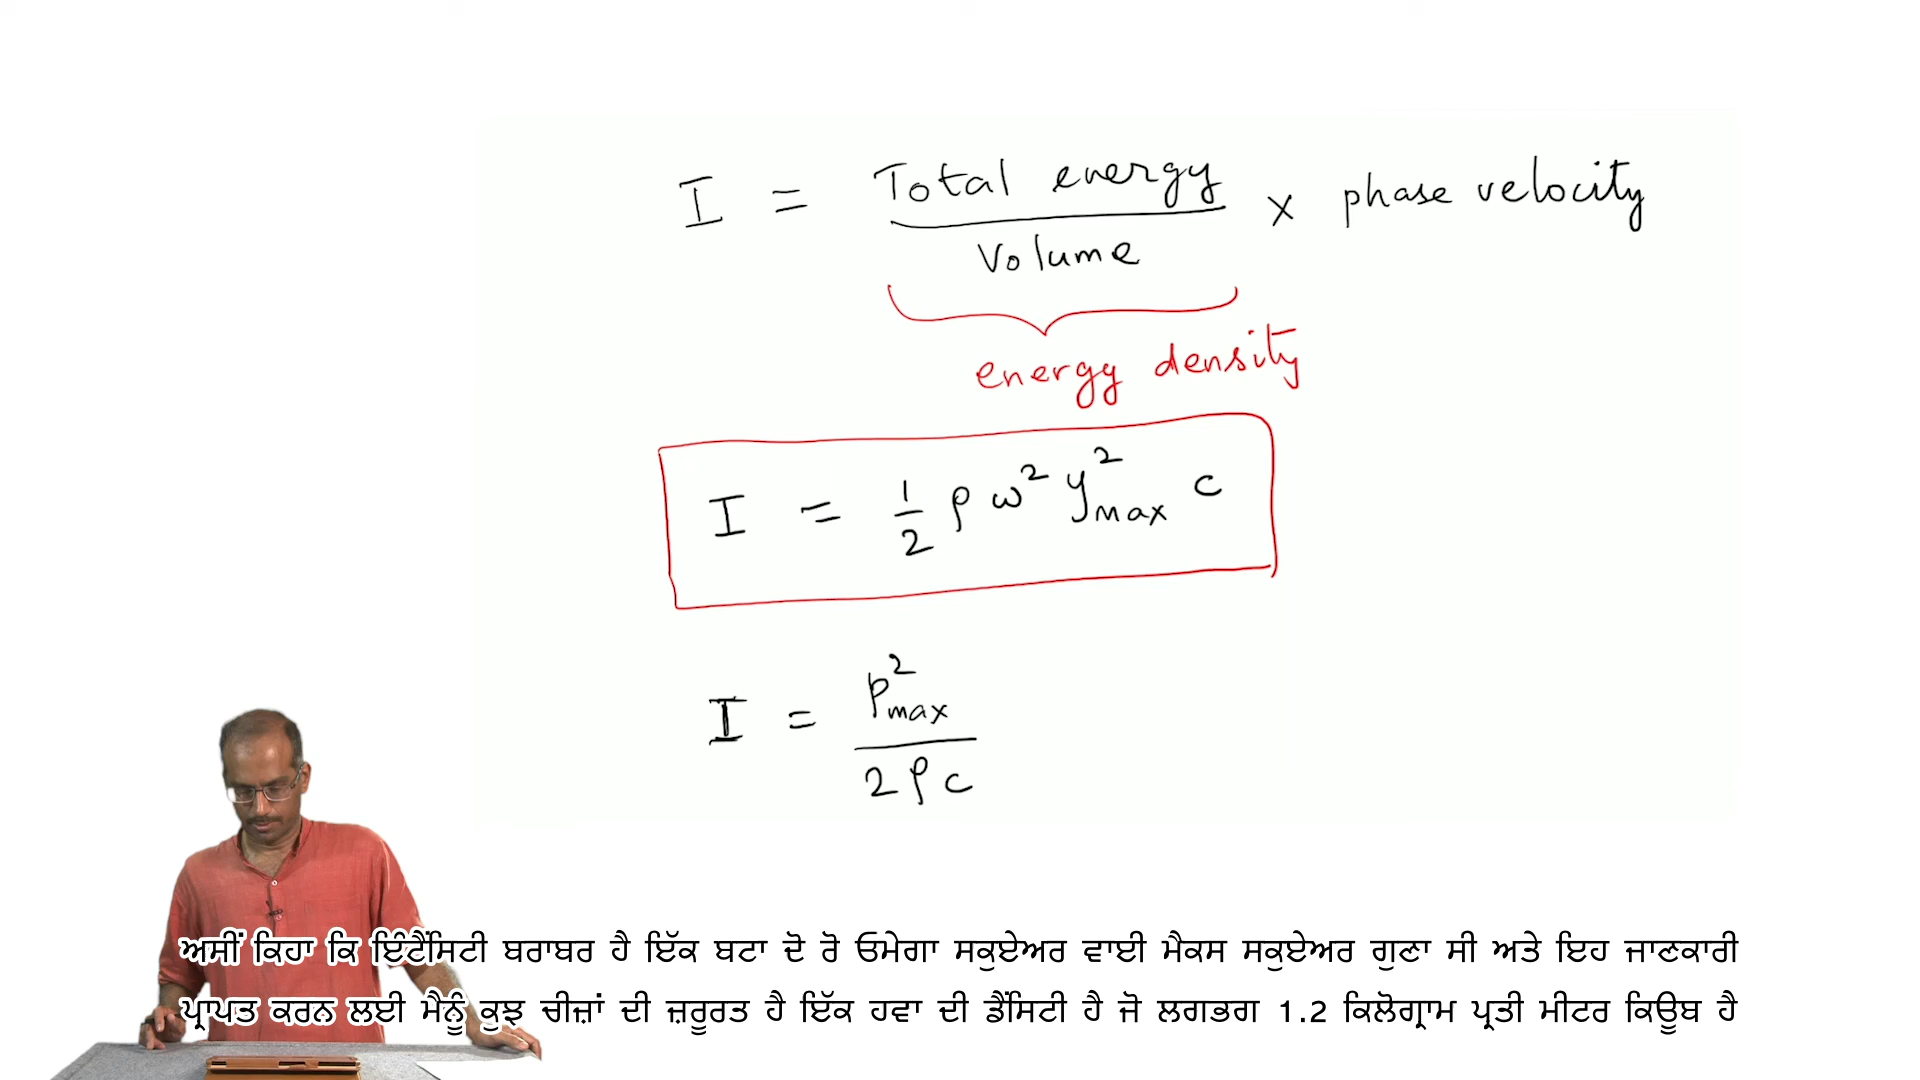 I = Total energy / Volume × phase velocity
energy density
I = 1/2 ρ ω² y²max c
I = p²max / 2ρc
ਅਸੀਂ ਕਿਹਾ ਕਿ ਇੰਟੈਂਸਿਟੀ ਬਰਾਬਰ ਹੈ ਇੱਕ ਬਟਾ ਦੋ ਰੋ ਓਮੇਗਾ ਸਕੁਏਅਰ ਵਾਈ ਮੈਕਸ ਸਕੁਏਅਰ ਗੁਣਾ ਸੀ ਅਤੇ ਇਹ ਜਾਣਕਾਰੀ
ਪ੍ਰਾਪਤ ਕਰਨ ਲਈ ਮੈਨੂੰ ਕੁਝ ਚੀਜ਼ਾਂ ਦੀ ਜ਼ਰੂਰਤ ਹੈ ਇੱਕ ਹਵਾ ਦੀ ਡੈਂਸਿਟੀ ਹੈ ਜੋ ਲਗਭਗ 1.2 ਕਿਲੋਗ੍ਰਾਮ ਪ੍ਰਤੀ ਮੀਟਰ ਕਿਊਬ ਹੈ